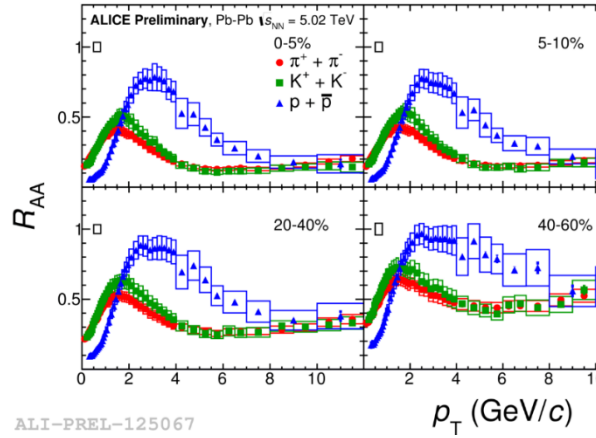 ALICE Preliminary, Pb-Pb √sNN = 5.02 TeV
0-5%
5-10%
π+ + π-
K+ + K-
p + p̅
1
0.5
RAA
20-40%
40-60%
1
0.5
0 2 4 6 8 10 0 2 4 6 8 10
pT (GeV/c)
ALI-PREL-125067